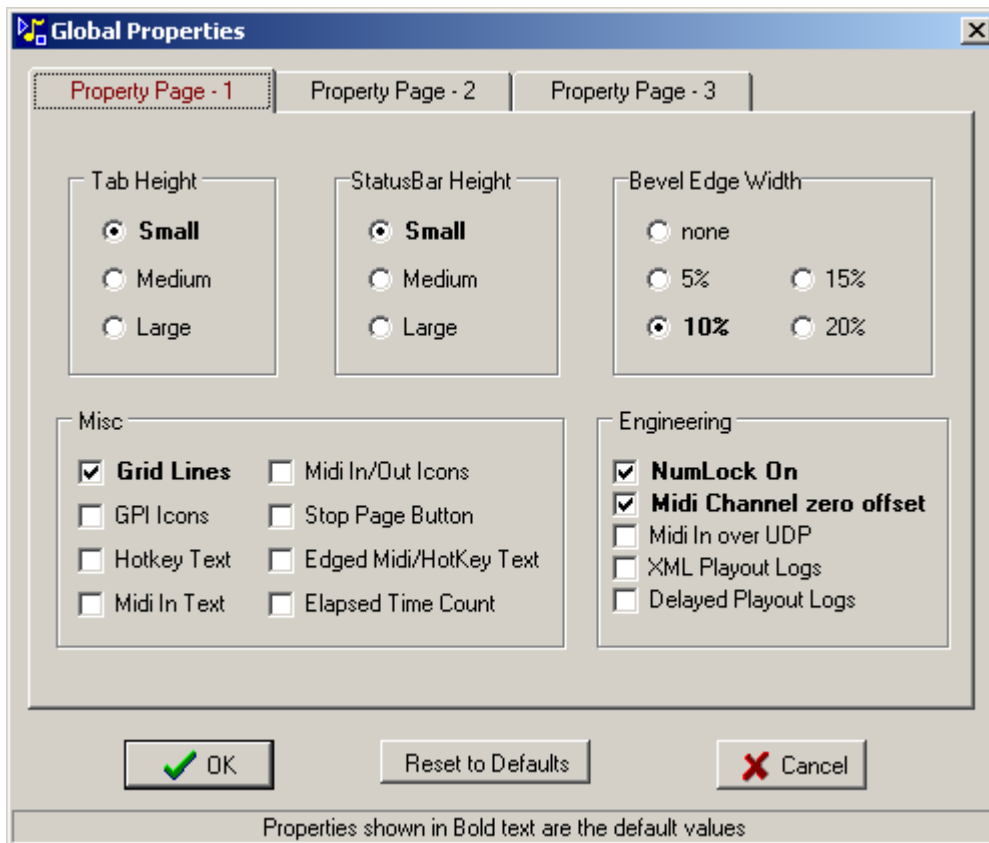 Global Properties
Property Page - 1
Property Page - 2
Property Page - 3
Tab Height
Small
Medium
Large
StatusBar Height
Small
Medium
Large
Bevel Edge Width
none
5%
15%
10%
20%
Misc
Grid Lines
GPI Icons
Hotkey Text
Midi In Text
Midi In/Out Icons
Stop Page Button
Edged Midi/HotKey Text
Elapsed Time Count
Engineering
NumLock On
Midi Channel zero offset
Midi In over UDP
XML Playout Logs
Delayed Playout Logs
OK
Reset to Defaults
Cancel
Properties shown in Bold text are the default values